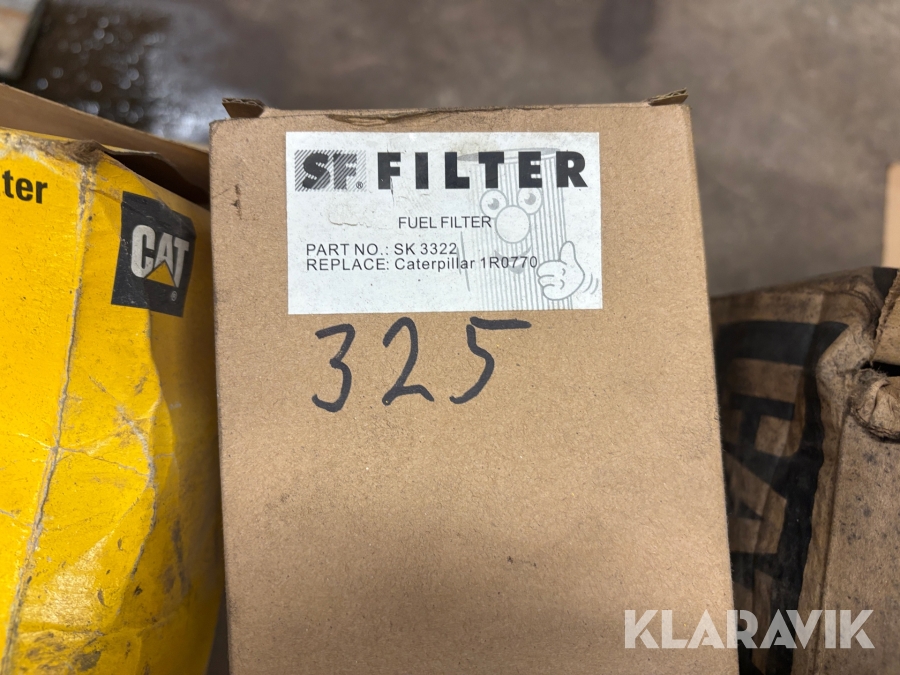 ter
CAT
®
SF® FILTER
FUEL FILTER
PART NO.: SK 3322
REPLACE: Caterpillar 1R0770
325
KLARAVIK